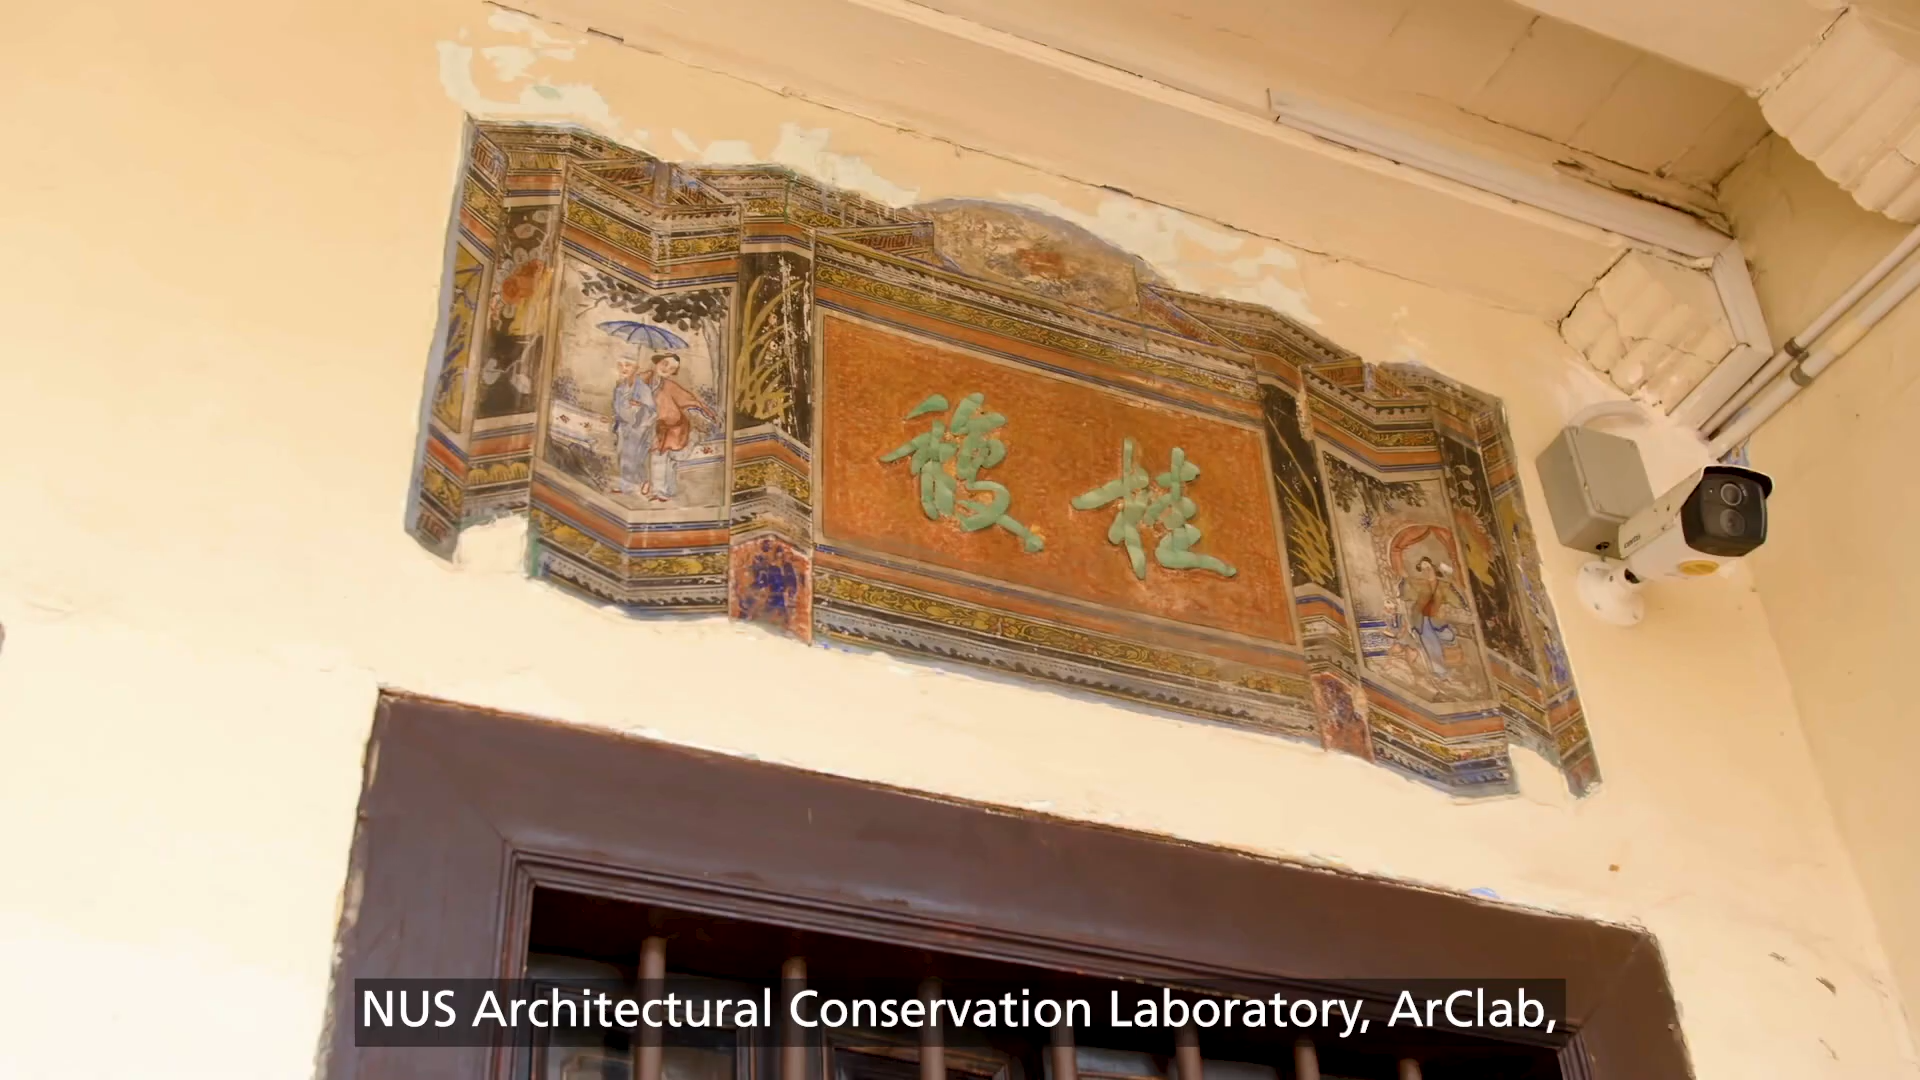 桂馥
NUS Architectural Conservation Laboratory, ArClab,